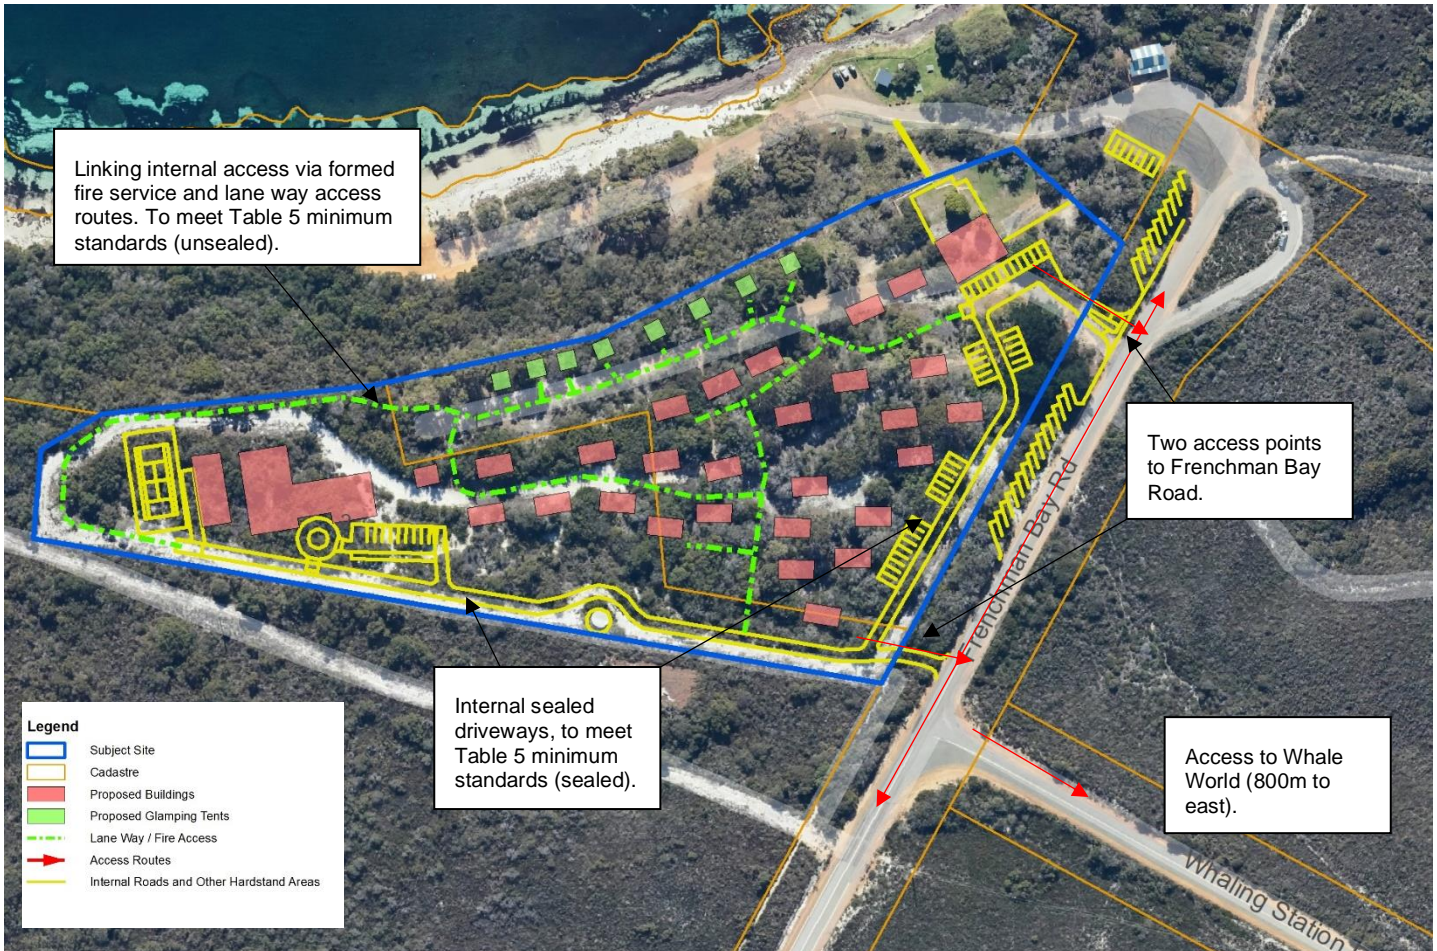 Linking internal access via formed
fire service and lane way access
routes. To meet Table 5 minimum
standards (unsealed).
Two access points
to Frenchman Bay
Road.
Frenchman Bay Rd
Internal sealed
driveways, to meet
Table 5 minimum
standards (sealed).
Access to Whale
World (800m to
east).
Whaling Station
Legend
Subject Site
Cadastre
Proposed Buildings
Proposed Glamping Tents
Lane Way / Fire Access
Access Routes
Internal Roads and Other Hardstand Areas